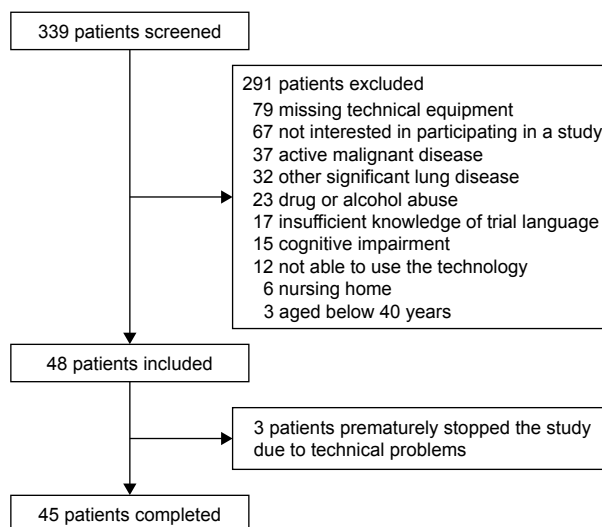 339 patients screened
291 patients excluded
79 missing technical equipment
67 not interested in participating in a study
37 active malignant disease
32 other significant lung disease
23 drug or alcohol abuse
17 insufficient knowledge of trial language
15 cognitive impairment
12 not able to use the technology
6 nursing home
3 aged below 40 years
48 patients included
3 patients prematurely stopped the study
due to technical problems
45 patients completed